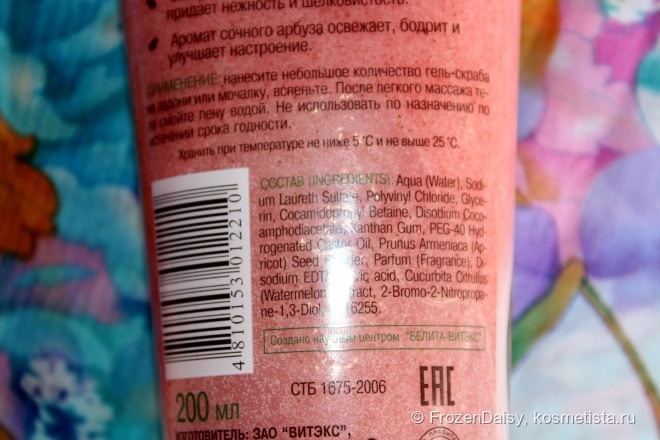 придает нежность и шелковистость.
Аромат сочного арбуза освежает, бодрит и
улучшает настроение.
ПРИМЕНЕНИЕ: нанесите небольшое количество гель-скраба
на ладони или мочалку, вспеньте. После легкого массажа те-
ла смойте пену водой. Не использовать по назначению по
истечении срока годности.
Хранить при температуре не ниже 5°С и не выше 25°С.
СОСТАВ (INGREDIENTS): Aqua (Water), Sodi-
um Laureth Sulfate, Polyvinyl Chloride, Glyce-
rin, Cocamidopropyl Betaine, Disodium Coco-
amphodiacetate, Xanthan Gum, PEG-40 Hyd-
rogenated Castor Oil, Prunus Armeniaca (Ap-
ricot) Seed Powder, Parfum (Fragrance), Di-
sodium EDTA, acid, Cucurbita Citrullus
(Watermelon) Extract, 2-Bromo-2-Nitropropa-
ne-1,3-Diol, 16255.
Создано научным центром "БЕЛИТА-ВИТЭКС"
4 810153 012210
200 мл
СТБ 1675-2006
EAC
ИЗГОТОВИТЕЛЬ: ЗАО "ВИТЭКС",
© FrozenDaisy, kosmetista.ru